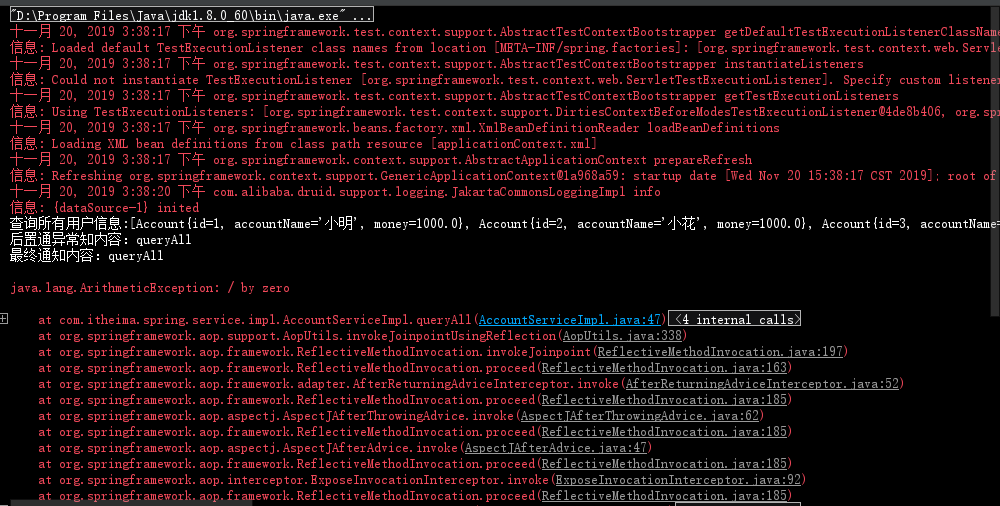 "D:\Program Files\Java\jdk1.8.0_60\bin\java.exe" ...
十一月 20, 2019 3:38:17 下午 org.springframework.test.context.support.AbstractTestContextBootstrapper getDefaultTestExecutionListenerClassName
信息: Loaded default TestExecutionListener class names from location [META-INF/spring.factories]: [org.springframework.test.context.web.Servl
十一月 20, 2019 3:38:17 下午 org.springframework.test.context.support.AbstractTestContextBootstrapper instantiateListeners
信息: Could not instantiate TestExecutionListener [org.springframework.test.context.web.ServletTestExecutionListener]. Specify custom listene
十一月 20, 2019 3:38:17 下午 org.springframework.test.context.support.AbstractTestContextBootstrapper getTestExecutionListeners
信息: Using TestExecutionListeners: [org.springframework.test.context.support.DirtiesContextBeforeModesTestExecutionListener@4de8b406, org.sp
十一月 20, 2019 3:38:17 下午 org.springframework.beans.factory.xml.XmlBeanDefinitionReader loadBeanDefinitions
信息: Loading XML bean definitions from class path resource [applicationContext.xml]
十一月 20, 2019 3:38:17 下午 org.springframework.context.support.AbstractApplicationContext prepareRefresh
信息: Refreshing org.springframework.context.support.GenericApplicationContext@1a968a59: startup date [Wed Nov 20 15:38:17 CST 2019]; root of
十一月 20, 2019 3:38:20 下午 com.alibaba.druid.support.logging.JakartaCommonsLoggingImpl info
信息: {dataSource-1} inited
查询所有用户信息:[Account{id=1, accountName='小明', money=1000.0}, Account{id=2, accountName='小花', money=1000.0}, Account{id=3, accountName=
后置通异常知内容: queryAll
最终通知内容: queryAll
java.lang.ArithmeticException: / by zero
at com.itheima.spring.service.impl.AccountServiceImpl.queryAll(AccountServiceImpl.java:47) <4 internal calls>
at org.springframework.aop.support.AopUtils.invokeJoinpointUsingReflection(AopUtils.java:338)
at org.springframework.aop.framework.ReflectiveMethodInvocation.invokeJoinpoint(ReflectiveMethodInvocation.java:197)
at org.springframework.aop.framework.ReflectiveMethodInvocation.proceed(ReflectiveMethodInvocation.java:163)
at org.springframework.aop.framework.adapter.AfterReturningAdviceInterceptor.invoke(AfterReturningAdviceInterceptor.java:52)
at org.springframework.aop.framework.ReflectiveMethodInvocation.proceed(ReflectiveMethodInvocation.java:185)
at org.springframework.aop.aspectj.AspectJAfterThrowingAdvice.invoke(AspectJAfterThrowingAdvice.java:62)
at org.springframework.aop.framework.ReflectiveMethodInvocation.proceed(ReflectiveMethodInvocation.java:185)
at org.springframework.aop.aspectj.AspectJAfterAdvice.invoke(AspectJAfterAdvice.java:47)
at org.springframework.aop.framework.ReflectiveMethodInvocation.proceed(ReflectiveMethodInvocation.java:185)
at org.springframework.aop.interceptor.ExposeInvocationInterceptor.invoke(ExposeInvocationInterceptor.java:92)
at org.springframework.aop.framework.ReflectiveMethodInvocation.proceed(ReflectiveMethodInvocation.java:185)